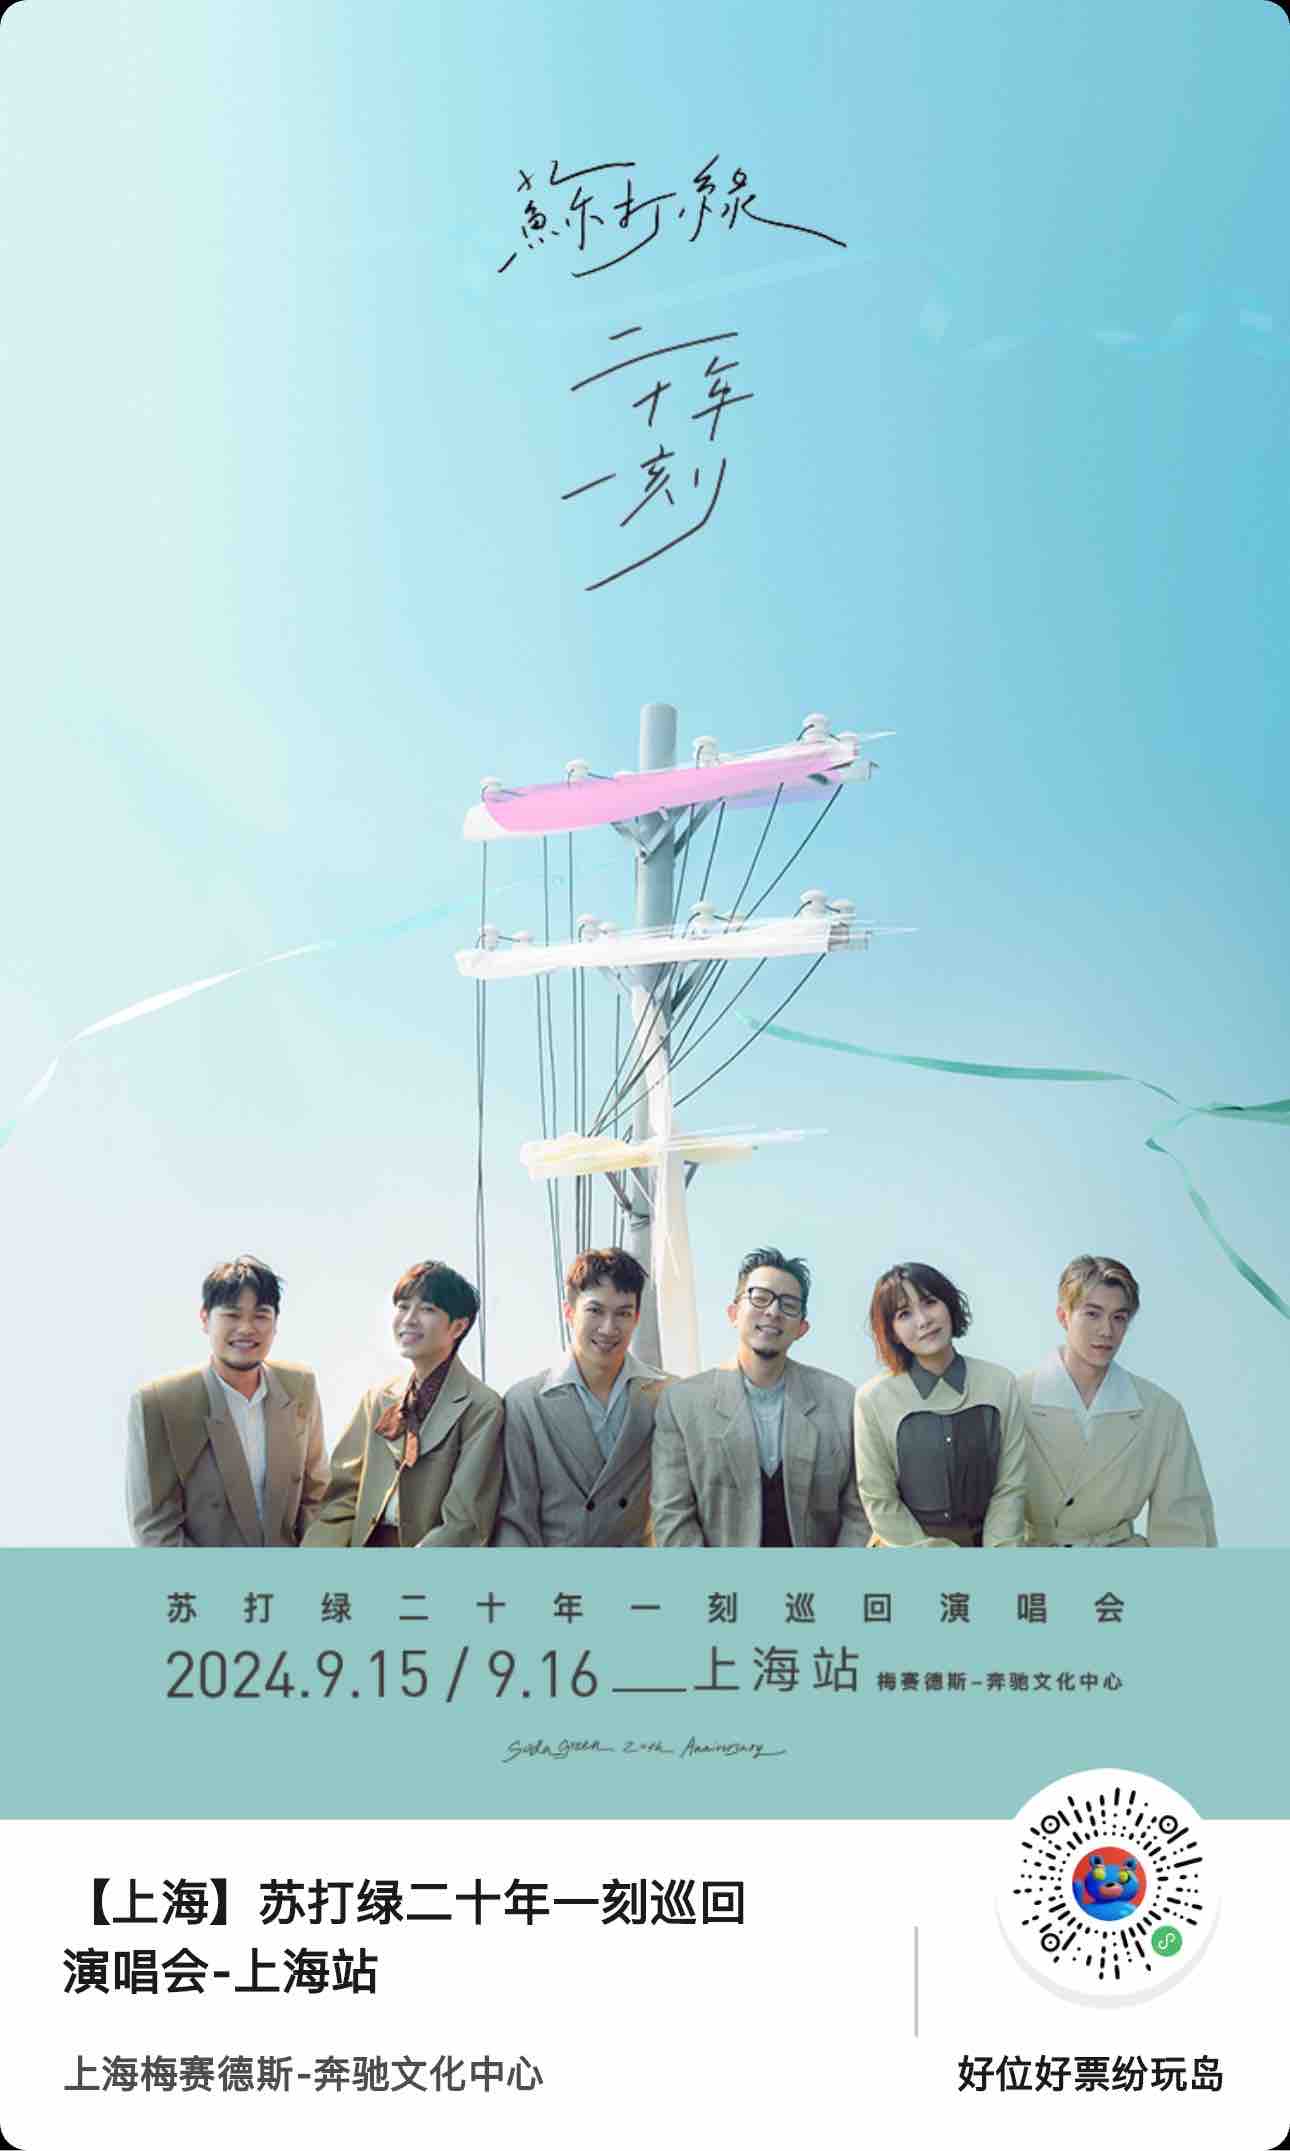 蘇打綠
二
十年
一刻
苏打绿二十年一刻巡回演唱会
2024.9.15 / 9.16 __上海站 梅赛德斯-奔驰文化中心
Soda green 20th Anniversary
【上海】苏打绿二十年一刻巡回
演唱会-上海站
上海梅赛德斯-奔驰文化中心
好位好票纷玩岛